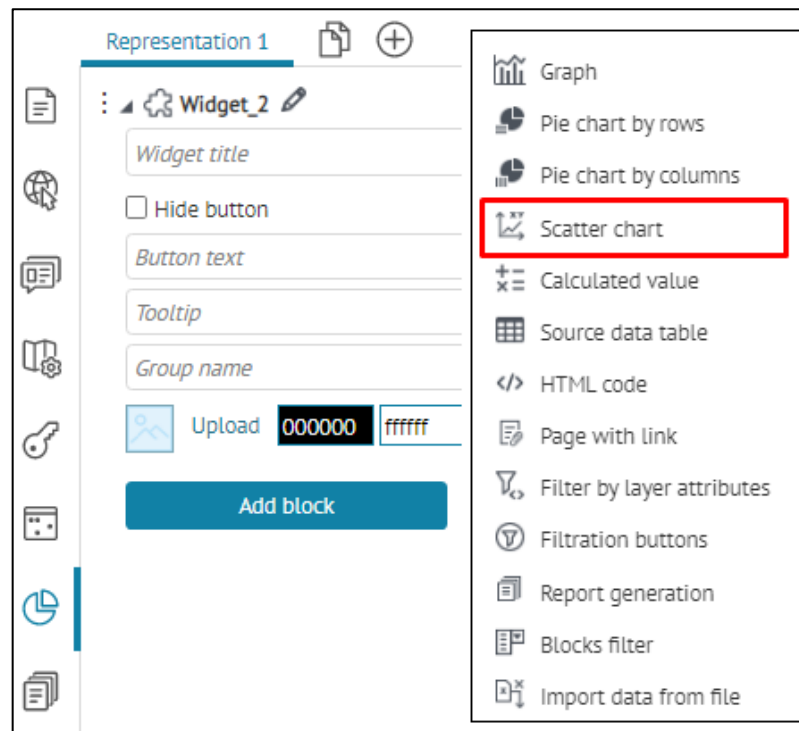 Representation 1
Widget_2
Widget title
Hide button
Button text
Tooltip
Group name
Upload 000000 ffffff
Add block
Graph
Pie chart by rows
Pie chart by columns
XY
Scatter chart
Calculated value
Source data table
HTML code
Page with link
Filter by layer attributes
Filtration buttons
Report generation
Blocks filter
Import data from file